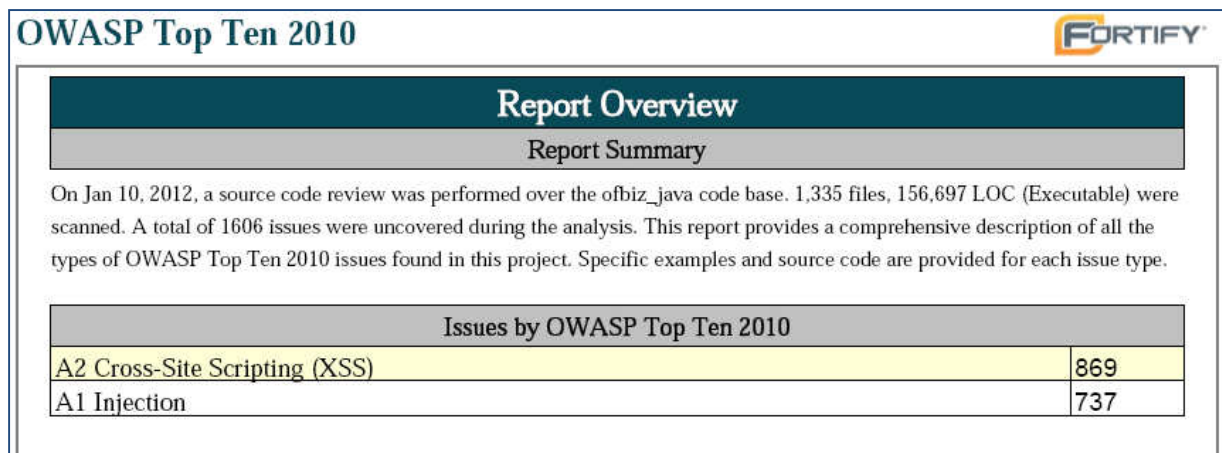 OWASP Top Ten 2010
FORTIFY
Report Overview
Report Summary
On Jan 10, 2012, a source code review was performed over the ofbiz_java code base. 1,335 files, 156,697 LOC (Executable) were
scanned. A total of 1606 issues were uncovered during the analysis. This report provides a comprehensive description of all the
types of OWASP Top Ten 2010 issues found in this project. Specific examples and source code are provided for each issue type.
Issues by OWASP Top Ten 2010
A2 Cross-Site Scripting (XSS) 869
A1 Injection 737